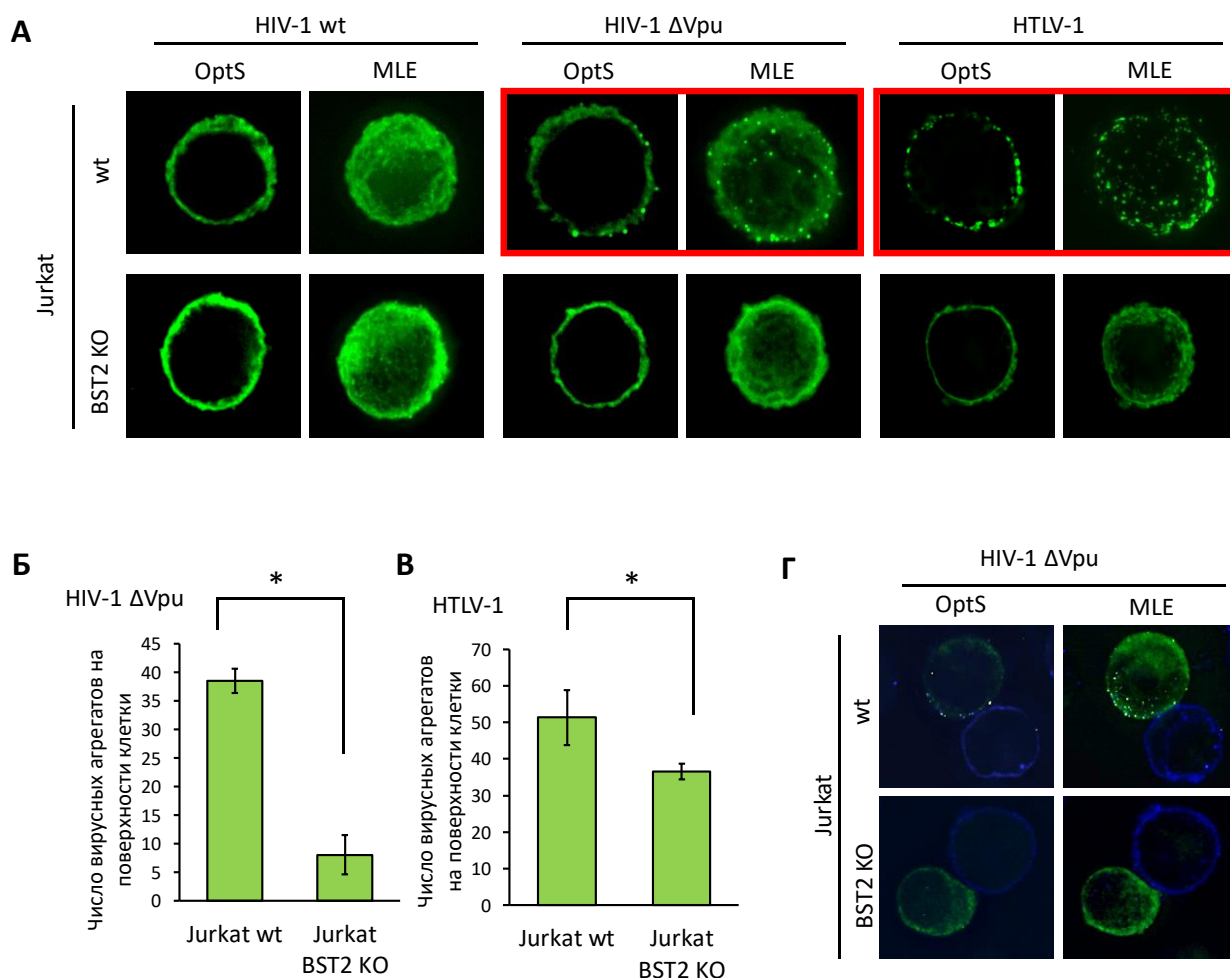 А
HIV-1 wt
HIV-1 ΔVpu
HTLV-1
OptS
MLE
OptS
MLE
OptS
MLE
Jurkat
wt
BST2 KO
Б
HIV-1 ΔVpu
*
Число вирусных агрегатов на
поверхности клетки
45
40
35
30
25
20
15
10
5
0
Jurkat wt
Jurkat
BST2 KO
В
HTLV-1
*
Число вирусных агрегатов
на поверхности клетки
70
60
50
40
30
20
10
0
Jurkat wt
Jurkat
BST2 KO
Г
HIV-1 ΔVpu
OptS
MLE
Jurkat
wt
BST2 KO